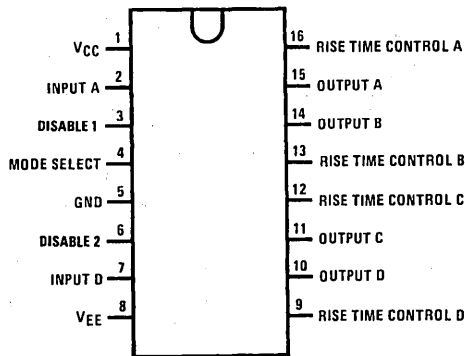 1 16
VCC RISE TIME CONTROL A
2 15
INPUT A OUTPUT A
3 14
DISABLE 1 OUTPUT B
4 13
MODE SELECT RISE TIME CONTROL B
5 12
GND RISE TIME CONTROL C
6 11
DISABLE 2 OUTPUT C
7 10
INPUT D OUTPUT D
8 9
VEE RISE TIME CONTROL D